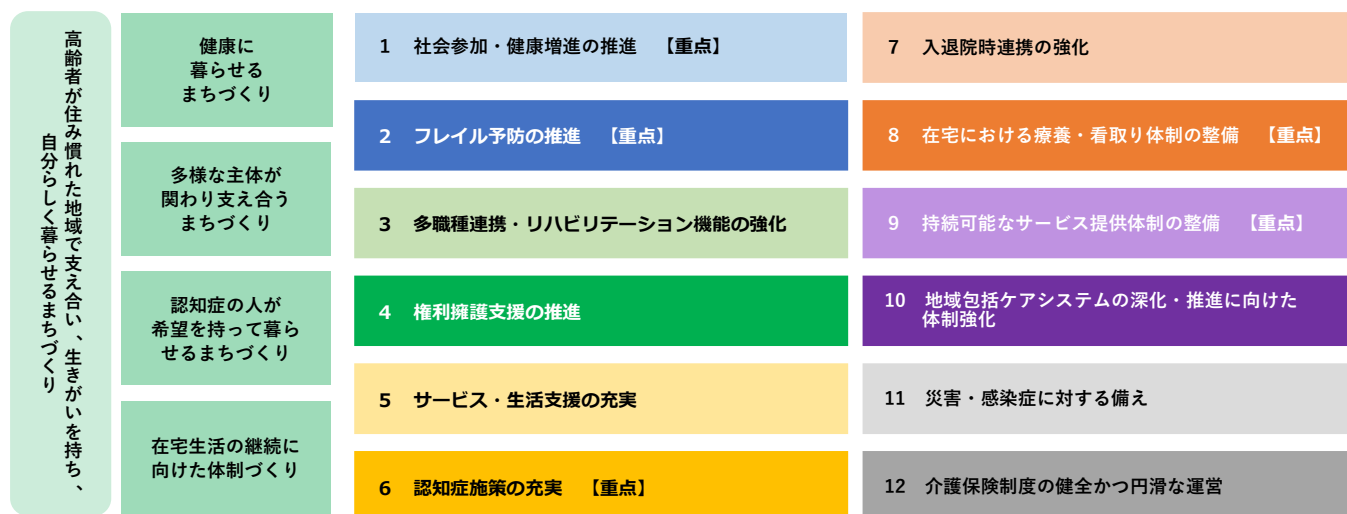 高齢者が住み慣れた地域で支え合い、生きがいを持ち、
自分らしく暮らせるまちづくり
健康に
暮らせる
まちづくり
多様な主体が
関わり支え合う
まちづくり
認知症の人が
希望を持って暮ら
せるまちづくり
在宅生活の継続に
向けた体制づくり
1 社会参加・健康増進の推進 【重点】
2 フレイル予防の推進 【重点】
3 多職種連携・リハビリテーション機能の強化
4 権利擁護支援の推進
5 サービス・生活支援の充実
6 認知症施策の充実 【重点】
7 入退院時連携の強化
8 在宅における療養・看取り体制の整備 【重点】
9 持続可能なサービス提供体制の整備 【重点】
10 地域包括ケアシステムの深化・推進に向けた
体制強化
11 災害・感染症に対する備え
12 介護保険制度の健全かつ円滑な運営